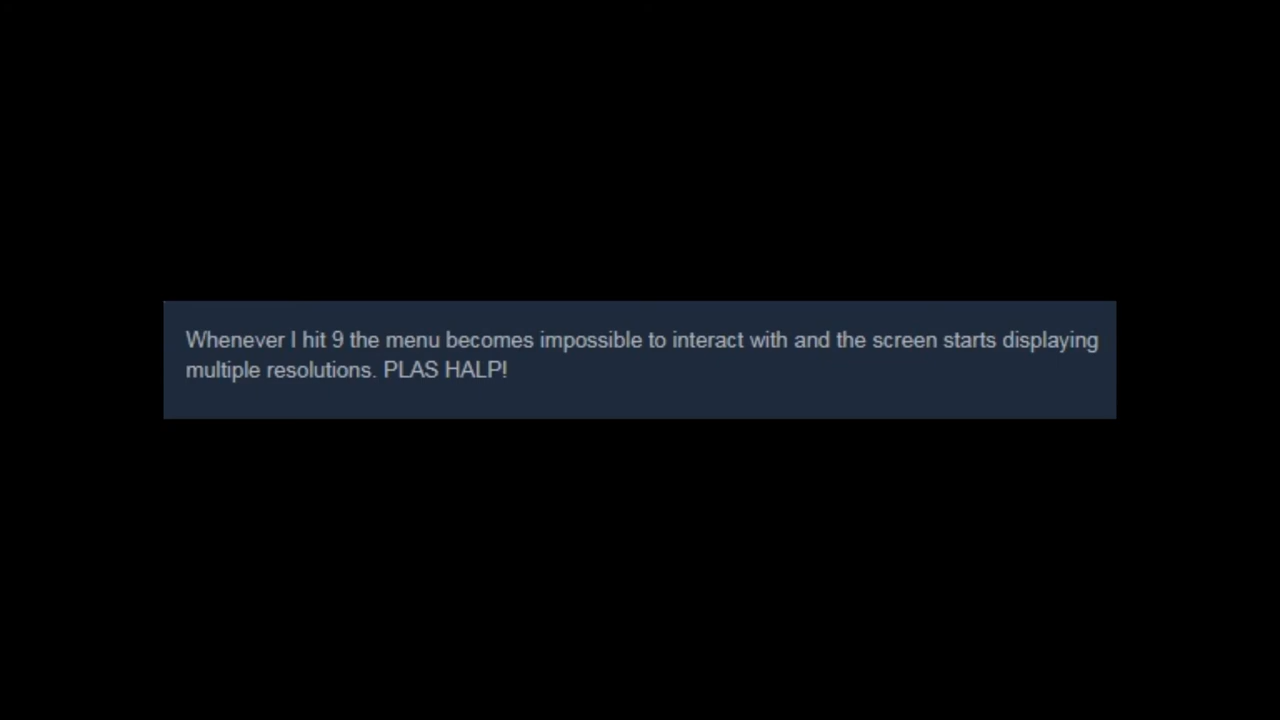 Whenever I hit 9 the menu becomes impossible to interact with and the screen starts displaying
multiple resolutions. PLAS HALP!